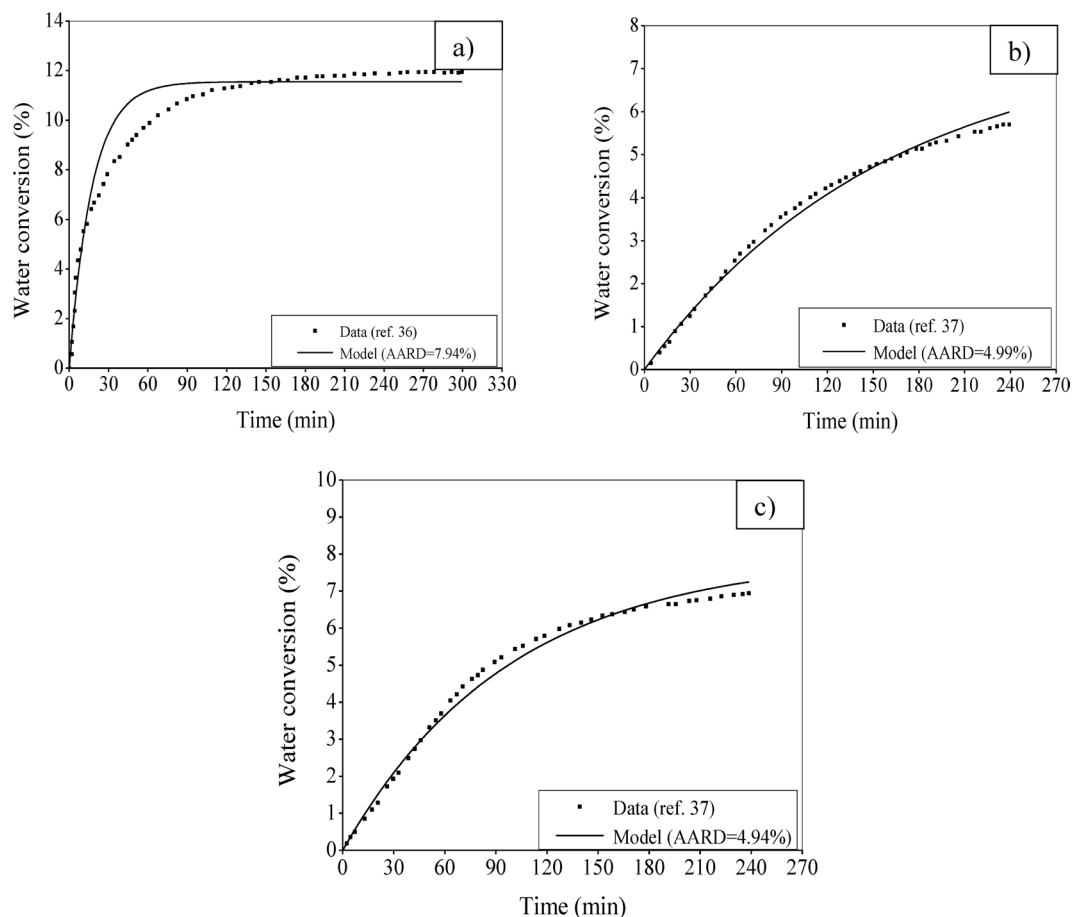 a)
14
12
10
8
6
4
2
0
Water conversion (%)
Data (ref. 36)
Model (AARD=7.94%)
0 30 60 90 120 150 180 210 240 270 300 330
Time (min)
b)
8
7
6
5
4
3
2
1
0
Water conversion (%)
Data (ref. 37)
Model (AARD=4.99%)
0 30 60 90 120 150 180 210 240 270
Time (min)
c)
10
9
8
7
6
5
4
3
2
1
0
Water conversion (%)
Data (ref. 37)
Model (AARD=4.94%)
0 30 60 90 120 150 180 210 240 270
Time (min)